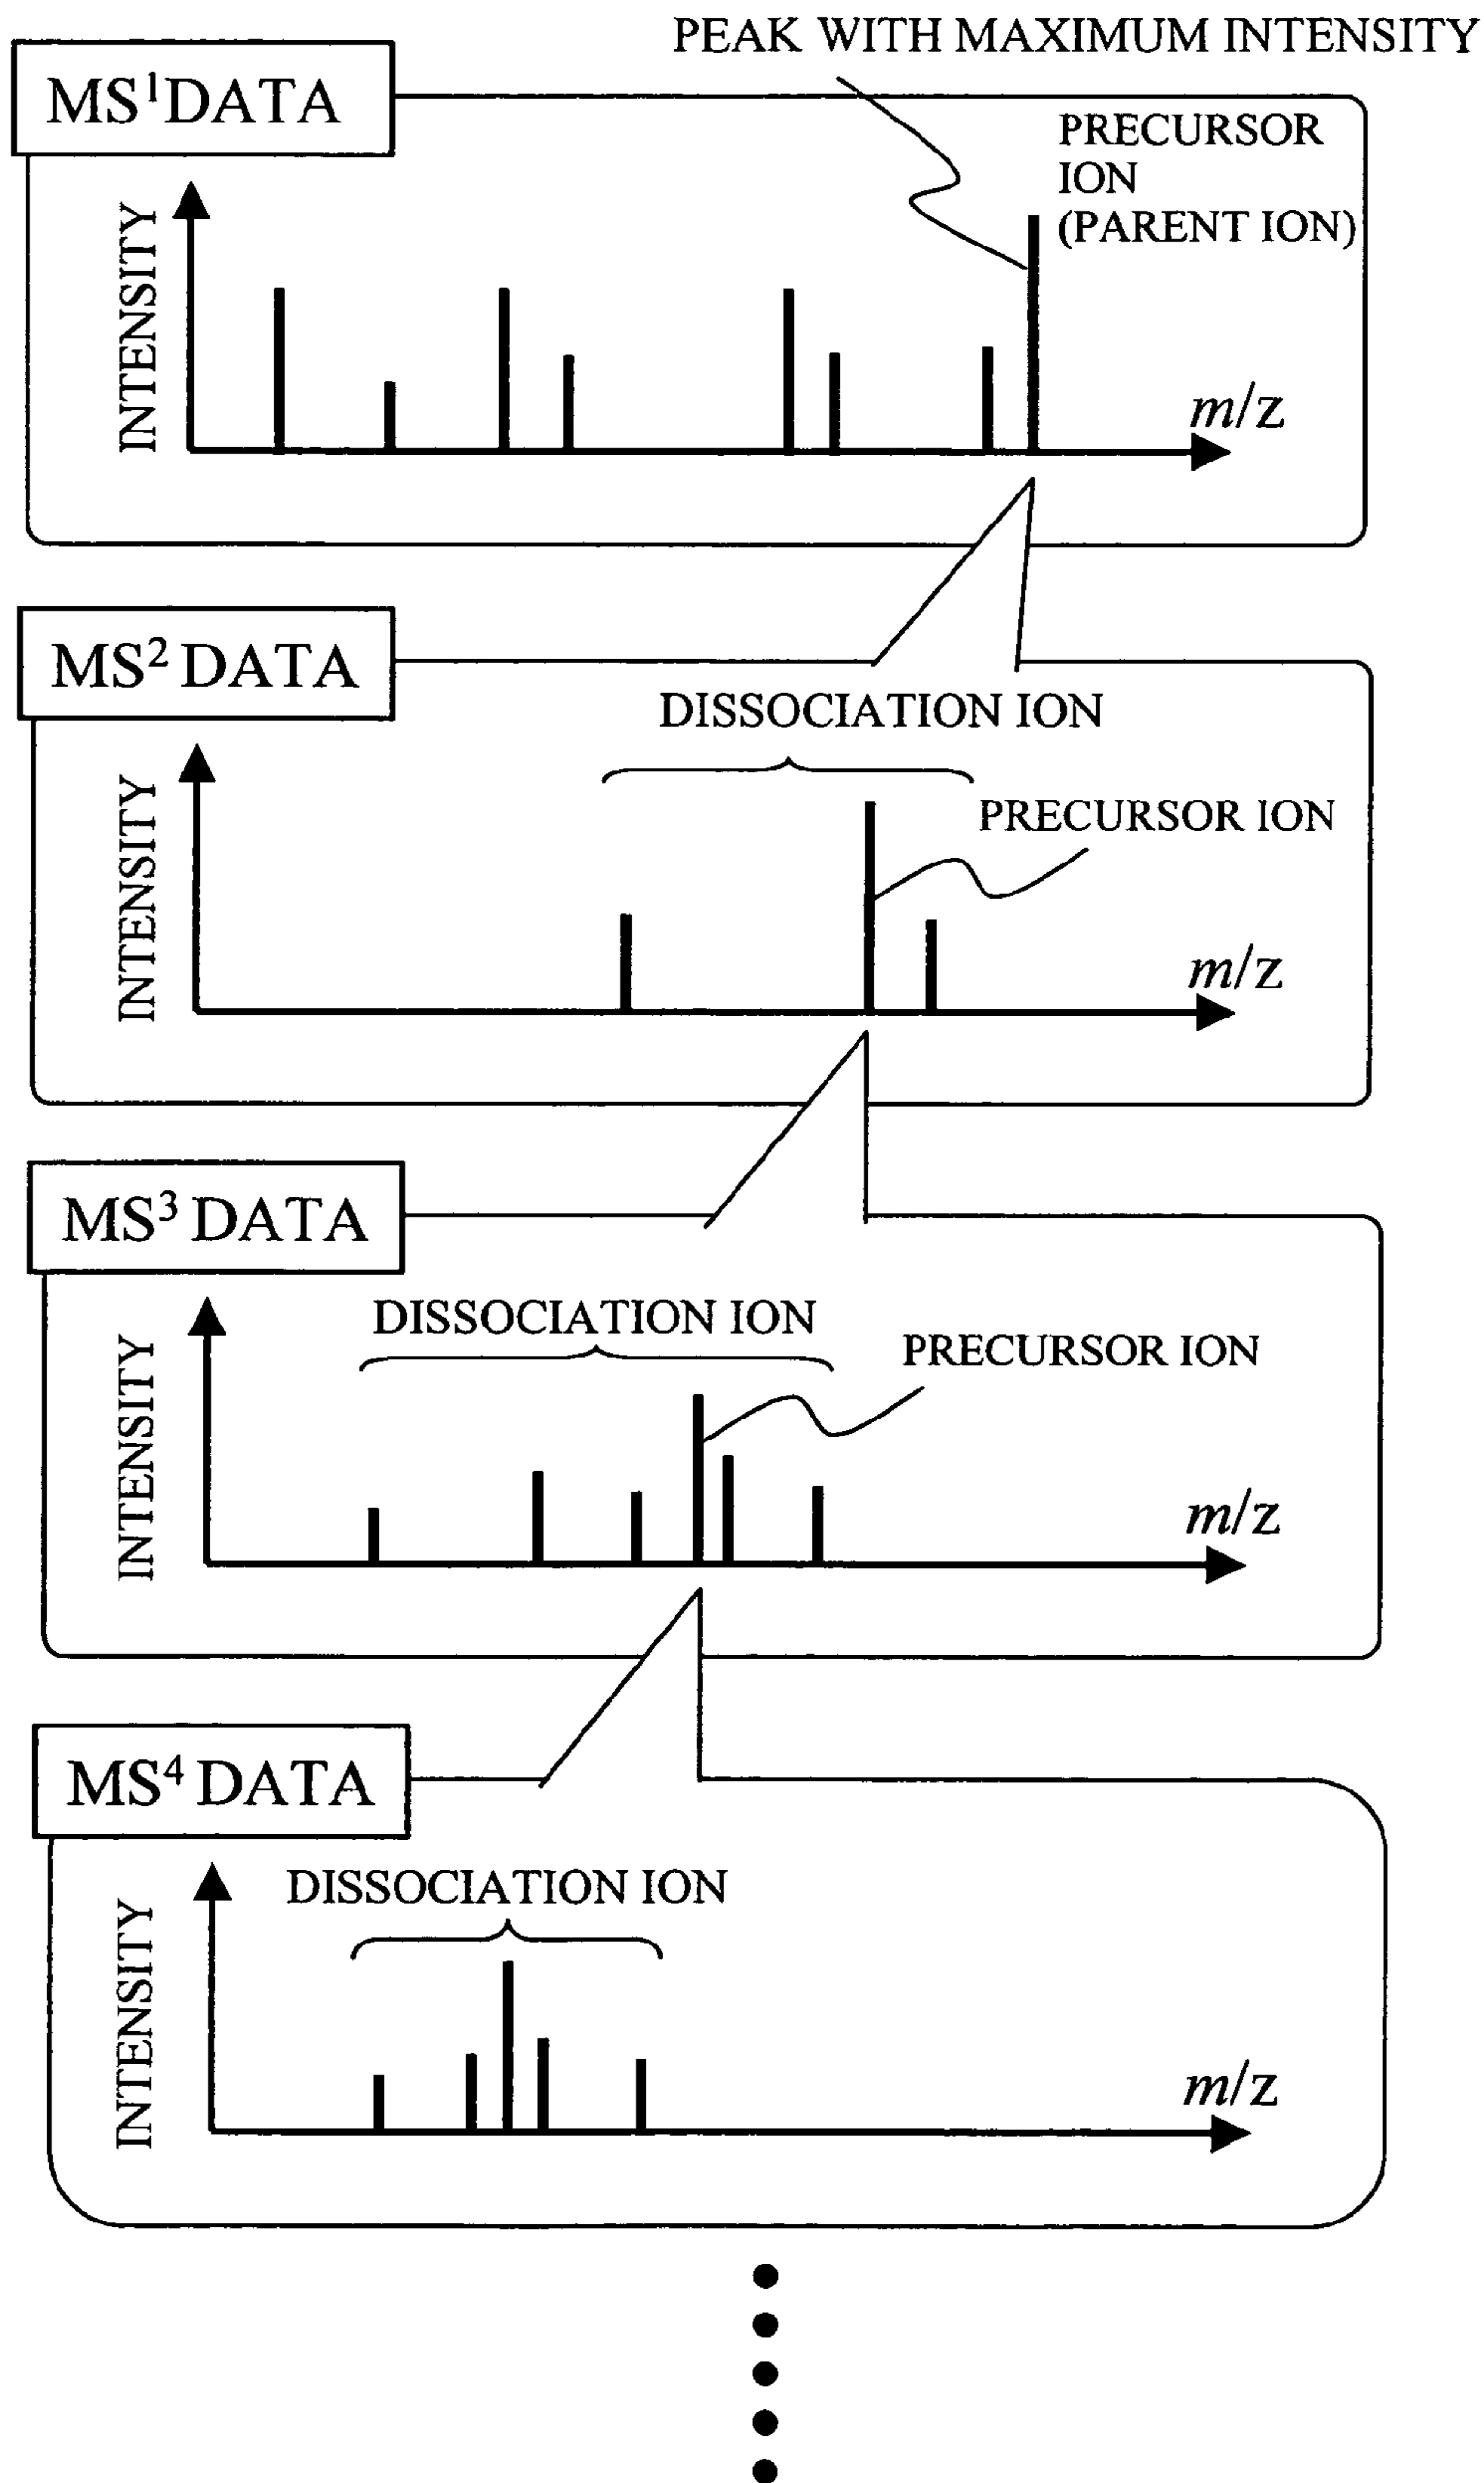 PEAK WITH MAXIMUM INTENSITY
MS¹DATA
PRECURSOR
ION
(PARENT ION)
INTENSITY
m/z
MS² DATA
DISSOCIATION ION
PRECURSOR ION
INTENSITY
m/z
MS³ DATA
DISSOCIATION ION
PRECURSOR ION
INTENSITY
m/z
MS⁴ DATA
DISSOCIATION ION
INTENSITY
m/z